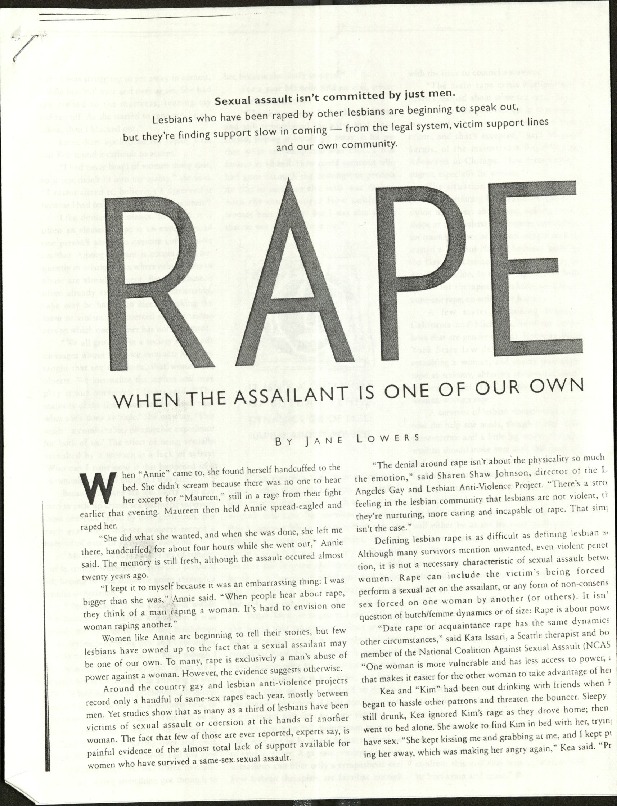 Sexual assault isn't committed by just men.
Lesbians who have been raped by other lesbians are beginning to speak out,
but they're finding support slow in coming — from the legal system, victim support lines
and our own community.
RAPE
WHEN THE ASSAILANT IS ONE OF OUR OWN
BY JANE LOWERS
When "Annie" came to, she found herself handcuffed to the
bed. She didn't scream because there was no one to hear
her except for "Maureen," still in a rage from their fight
earlier that evening. Maureen then held Annie spread-eagled and
raped her.
"She did what she wanted, and when she was done, she left me
there, handcuffed, for about four hours while she went out," Annie
said. The memory is still fresh, although the assault occured almost
twenty years ago.
"I kept it to myself because it was an embarrassing thing: I was
bigger than she was," Annie said. "When people hear about rape,
they think of a man raping a woman. It's hard to envision one
woman raping another."
Women like Annie are beginning to tell their stories, but few
lesbians have owned up to the fact that a sexual assailant may
be one of our own. To many, rape is exclusively a man's abuse of
power against a woman. However, the evidence suggests otherwise.
Around the country gay and lesbian anti-violence projects
record only a handful of same-sex rapes each year, mostly between
men. Yet studies show that as many as a third of lesbians have been
victims of sexual assault or coersion at the hands of another
woman. The fact that few of those are ever reported, experts say, is
painful evidence of the almost total lack of support available for
women who have survived a same-sex sexual assault.
"The denial around rape isn't about the physicality so much
the emotion," said Sharen Shaw Johnson, director of the L
Angeles Gay and Lesbian Anti-Violence Project. "There's a stro
feeling in the lesbian community that lesbians are not violent,
they're nurturing, more caring and incapable of rape. That sim
isn't the case."
Defining lesbian rape is as difficult as defining lesbian
Although many survivors mention unwanted, even violent penet
tion, it is not a necessary characteristic of sexual assault betwe
women. Rape can include the victim's being forced
perform a sexual act on the assailant, or any form of non-consens
sex forced on one woman by another (or others). It isn'
question of butch/femme dynamics or of size: Rape is about powe
"Date rape or acquaintance rape has the same dynamics
other circumstances," said Kata Issari, a Seattle therapist and bo
member of the National Coalition Against Sexual Assault (NCAS
"One woman is more vulnerable and has less access to power,
that makes it easier for the other woman to take advantage of her
Kea and "Kim" had been out drinking with friends when
began to hassle other patrons and threaten the bouncer. Sleepy
still drunk, Kea ignored Kim's rage as they drove home; then
went to bed alone. She awoke to find Kim in bed with her, tryin
have sex. "She kept kissing me and grabbing at me, and I kept p
ing her away, which was making her angry again," Kea said. "Pr